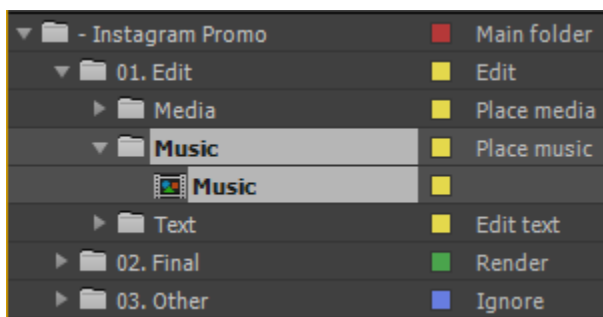 - Instagram Promo Main folder
01. Edit Edit
Media Place media
Music Place music
Music
Text Edit text
02. Final Render
03. Other Ignore